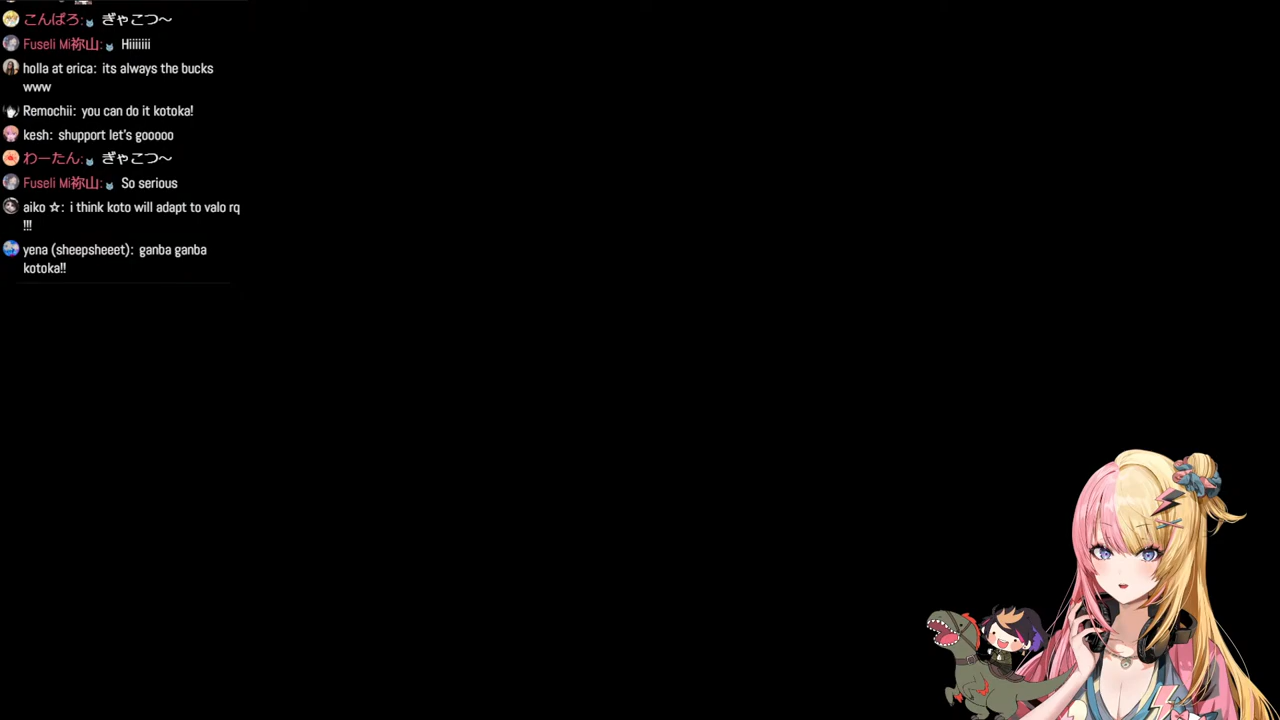 こんぱろ: ぎゃこつ〜
Fuseli Mi祢山: Hiiiiiii
holla at erica: its always the bucks
www
Remochii: you can do it kotoka!
kesh: shupport let's gooooo
わーたん: ぎゃこつ〜
Fuseli Mi祢山: So serious
aiko ☆: i think koto will adapt to valo rq
!!!
yena (sheepsheeet): ganba ganba
kotoka!!